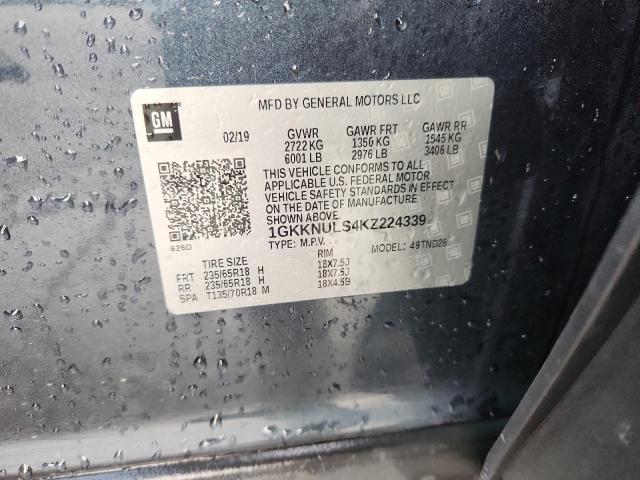 GM
MFD BY GENERAL MOTORS LLC
02/19 GVWR GAWR FRT GAWR RR
2722 KG 1350 KG 1545 KG
6001 LB 2976 LB 3406 LB
THIS VEHICLE CONFORMS TO ALL
APPLICABLE U.S. FEDERAL MOTOR
VEHICLE SAFETY STANDARDS IN EFFECT
ON THE DATE OF MANUFACTURE
SHOWN ABOVE.
1GKKNULS4KZ224339
TYPE: M.P.V. MODEL: 49TND26
626D
TIRE SIZE RIM
FRT 235/65R18 H 18X7.5J
RR 235/65R18 H 18X7.5J
SPA T135/70R18 M 18X4.5B